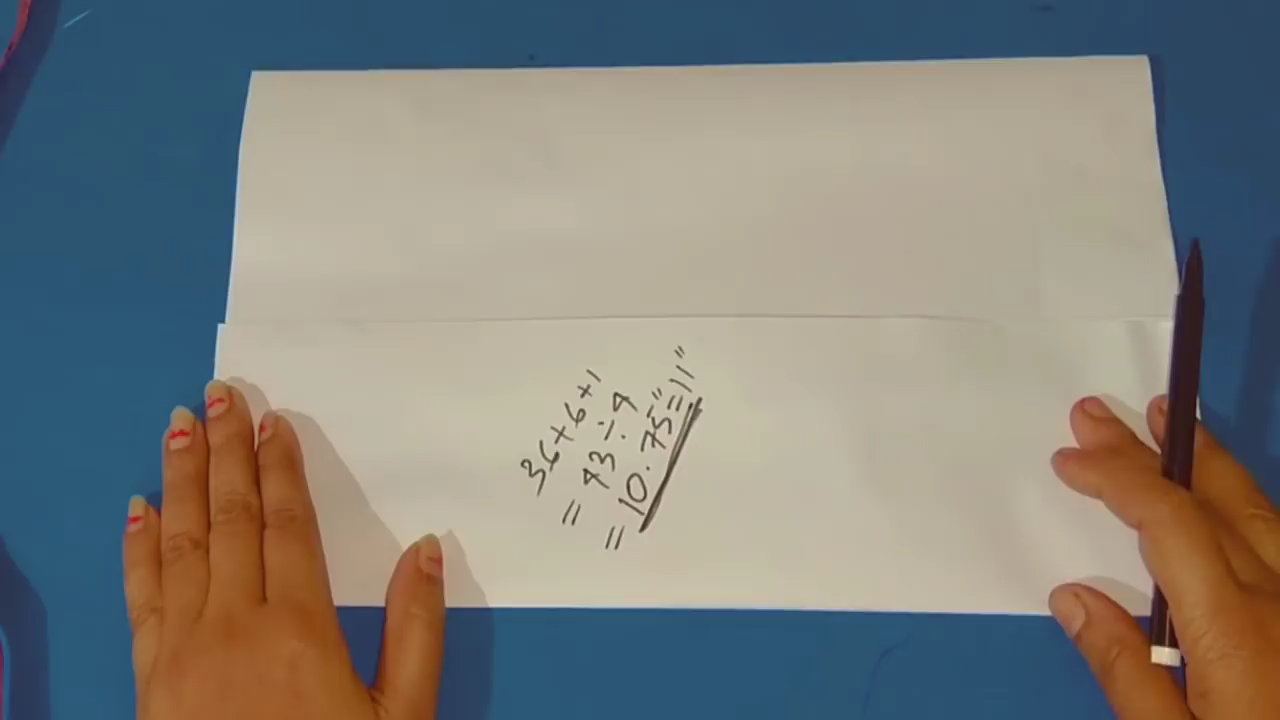 36+6+1
= 43÷4
= 10.75"=11"